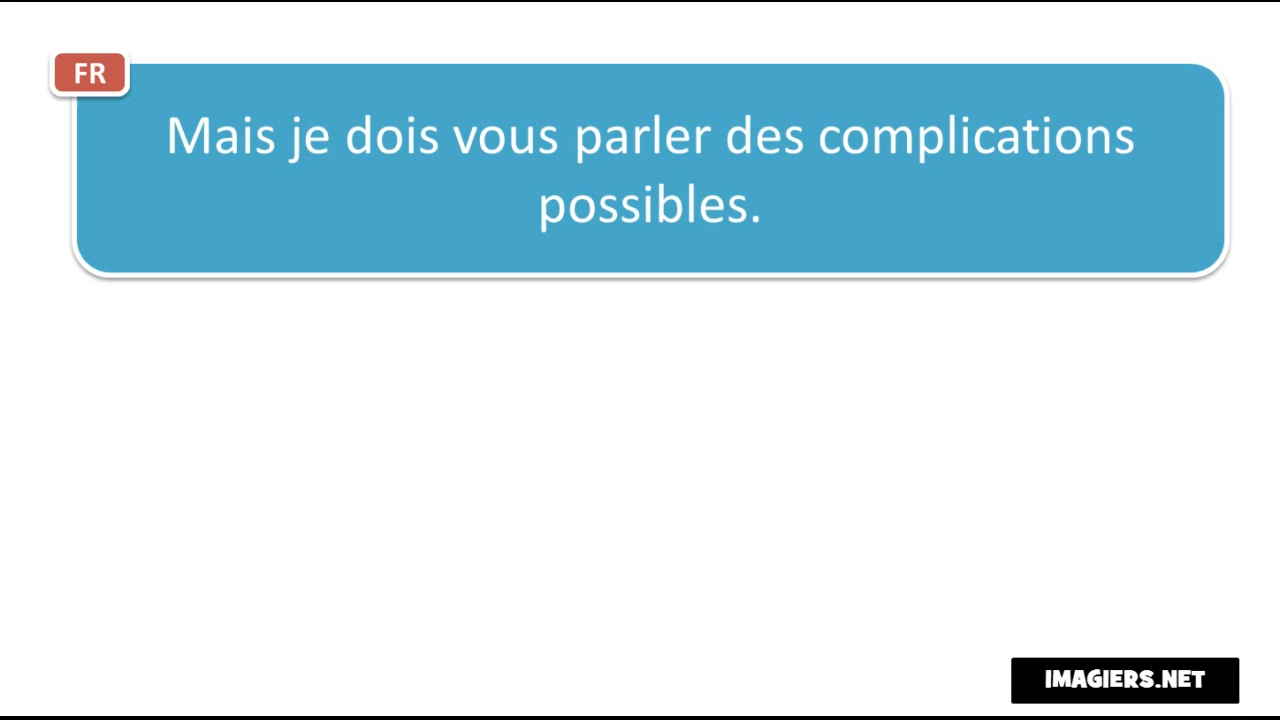 FR
Mais je dois vous parler des complications
possibles.
IMAGIERS.NET